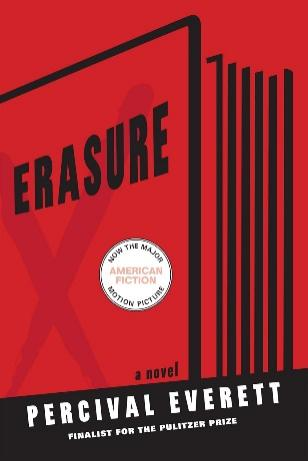 ERASURE
NOW THE MAJOR
AMERICAN
FICTION
MOTION PICTURE
a novel
PERCIVAL EVERETT
FINALIST FOR THE PULITZER PRIZE